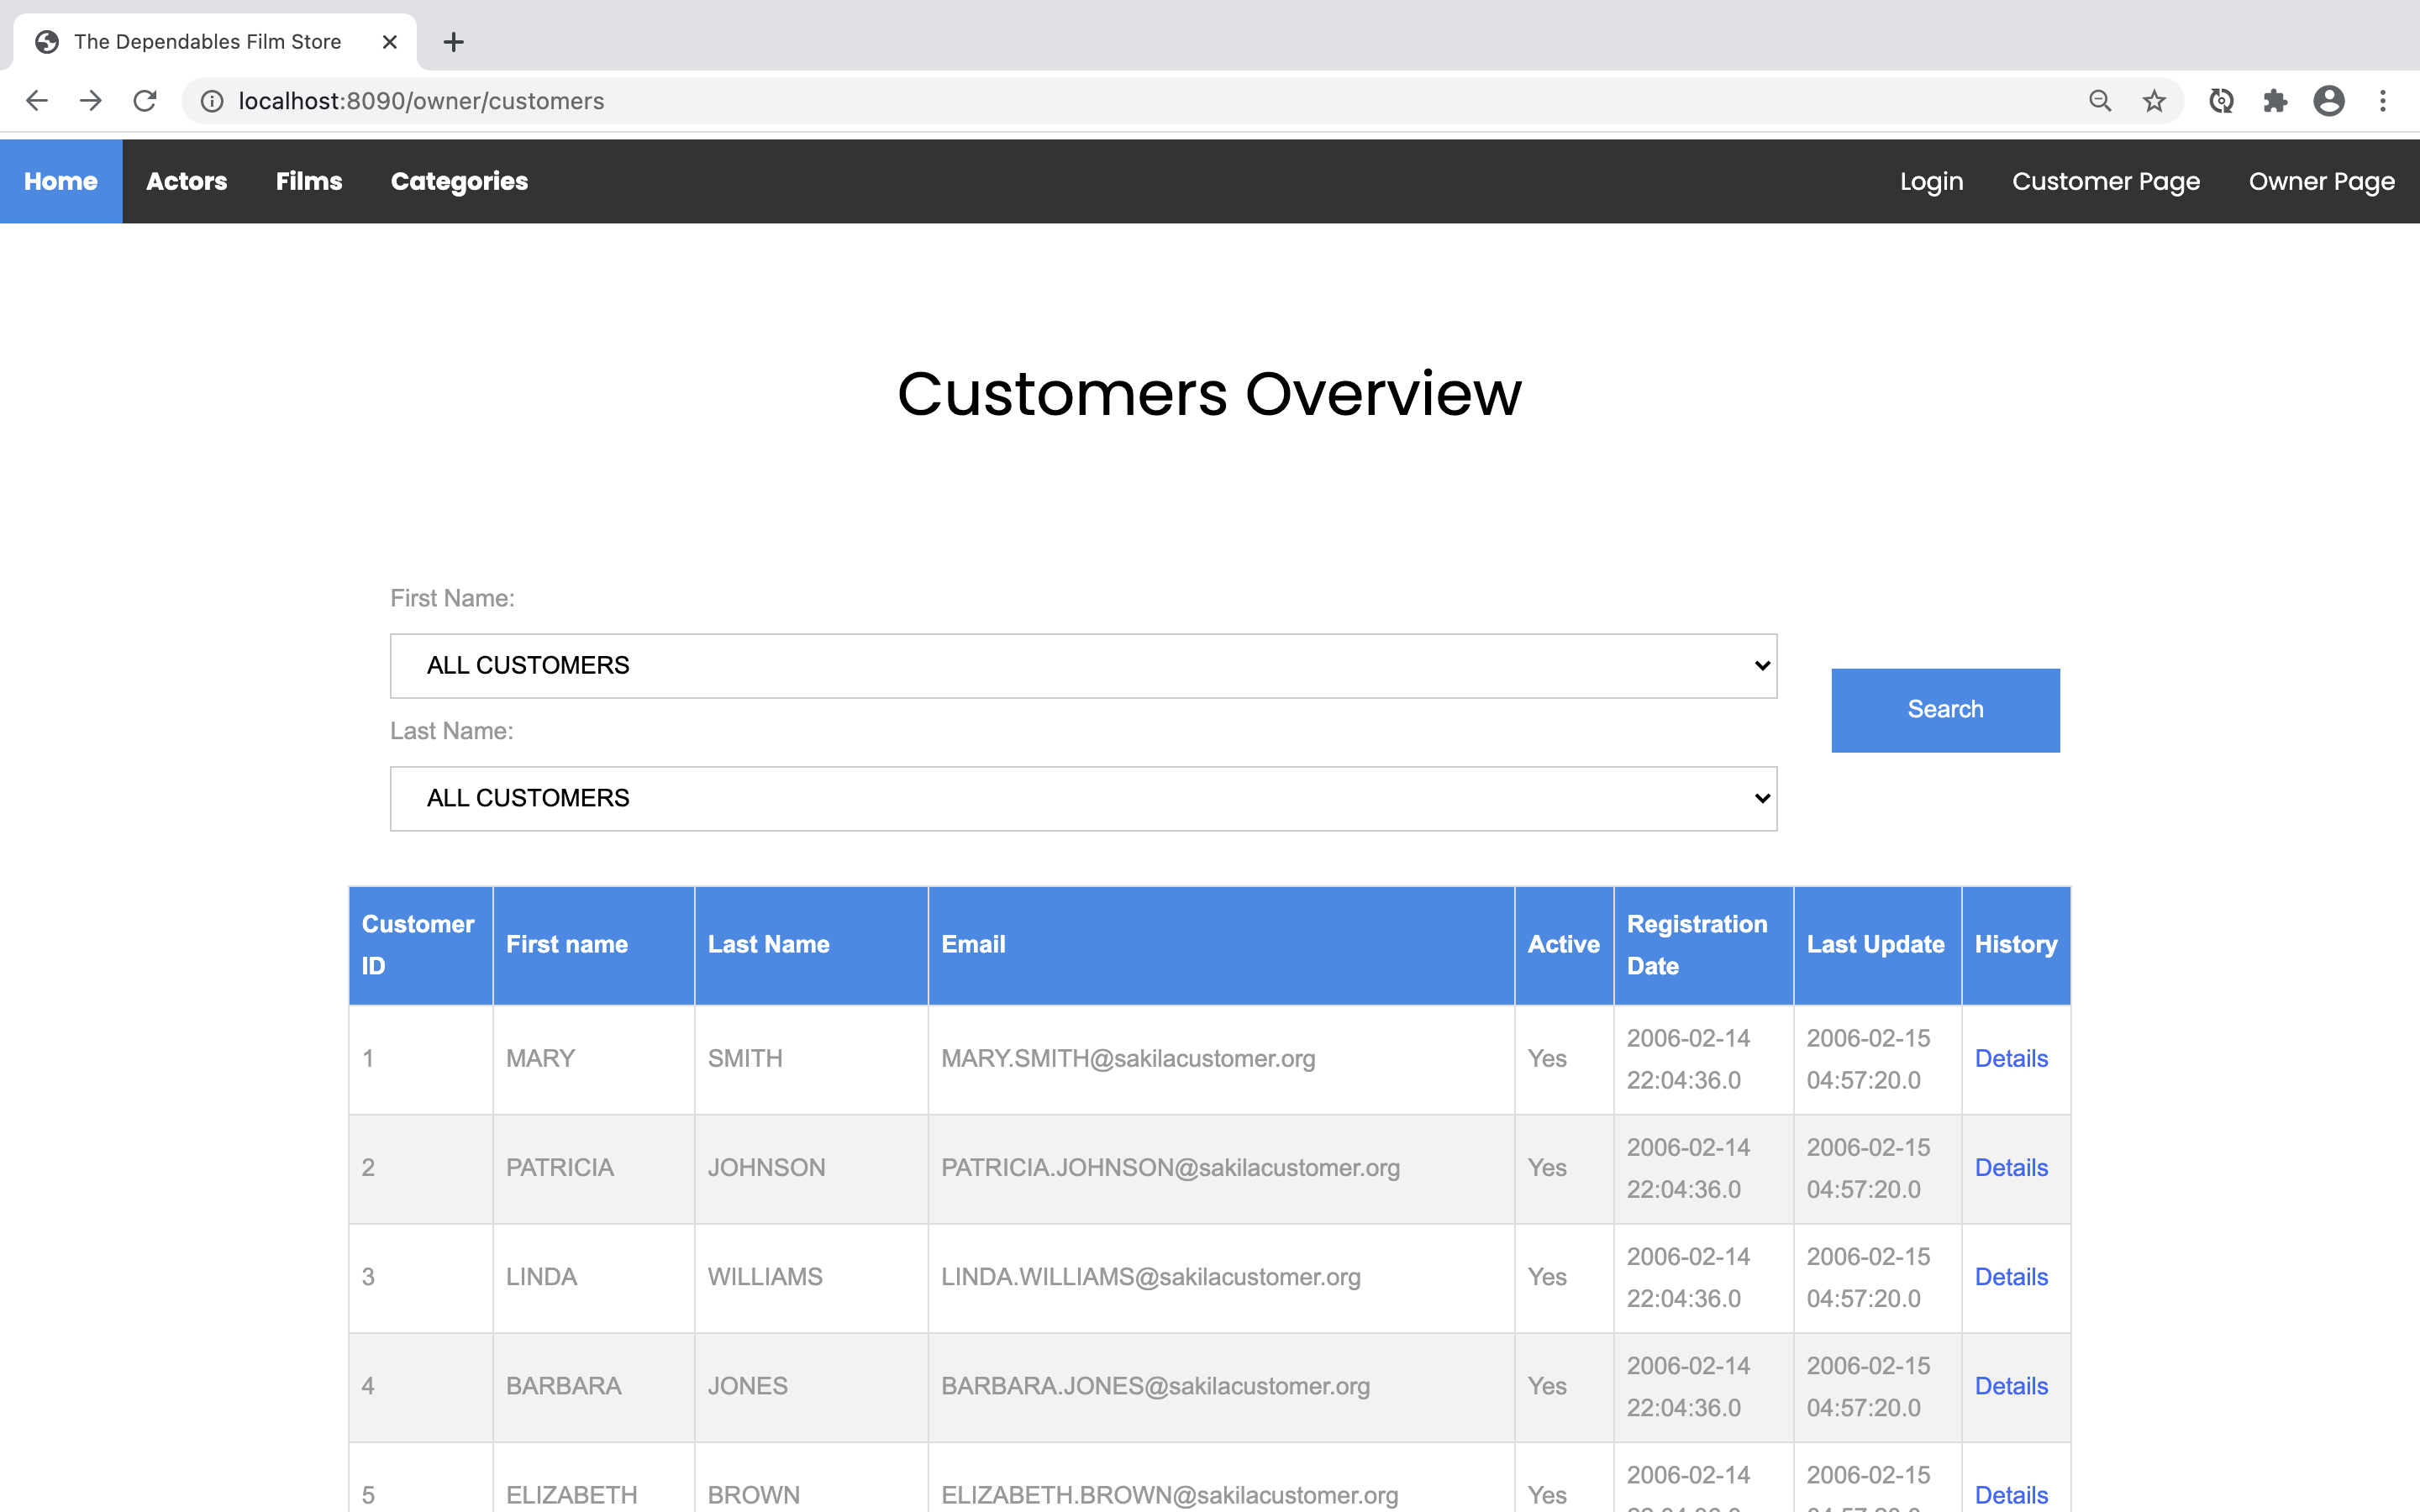 The Dependables Film Store
localhost:8090/owner/customers
Home Actors Films Categories Login Customer Page Owner Page
Customers Overview
First Name:
ALL CUSTOMERS
Search
Last Name:
ALL CUSTOMERS
Customer ID First name Last Name Email Active Registration Date Last Update History
1 MARY SMITH MARY.SMITH@sakilacustomer.org Yes 2006-02-14 22:04:36.0 2006-02-15 04:57:20.0 Details
2 PATRICIA JOHNSON PATRICIA.JOHNSON@sakilacustomer.org Yes 2006-02-14 22:04:36.0 2006-02-15 04:57:20.0 Details
3 LINDA WILLIAMS LINDA.WILLIAMS@sakilacustomer.org Yes 2006-02-14 22:04:36.0 2006-02-15 04:57:20.0 Details
4 BARBARA JONES BARBARA.JONES@sakilacustomer.org Yes 2006-02-14 22:04:36.0 2006-02-15 04:57:20.0 Details
5 ELIZABETH BROWN ELIZABETH.BROWN@sakilacustomer.org Yes 2006-02-14 2006-02-15 Details